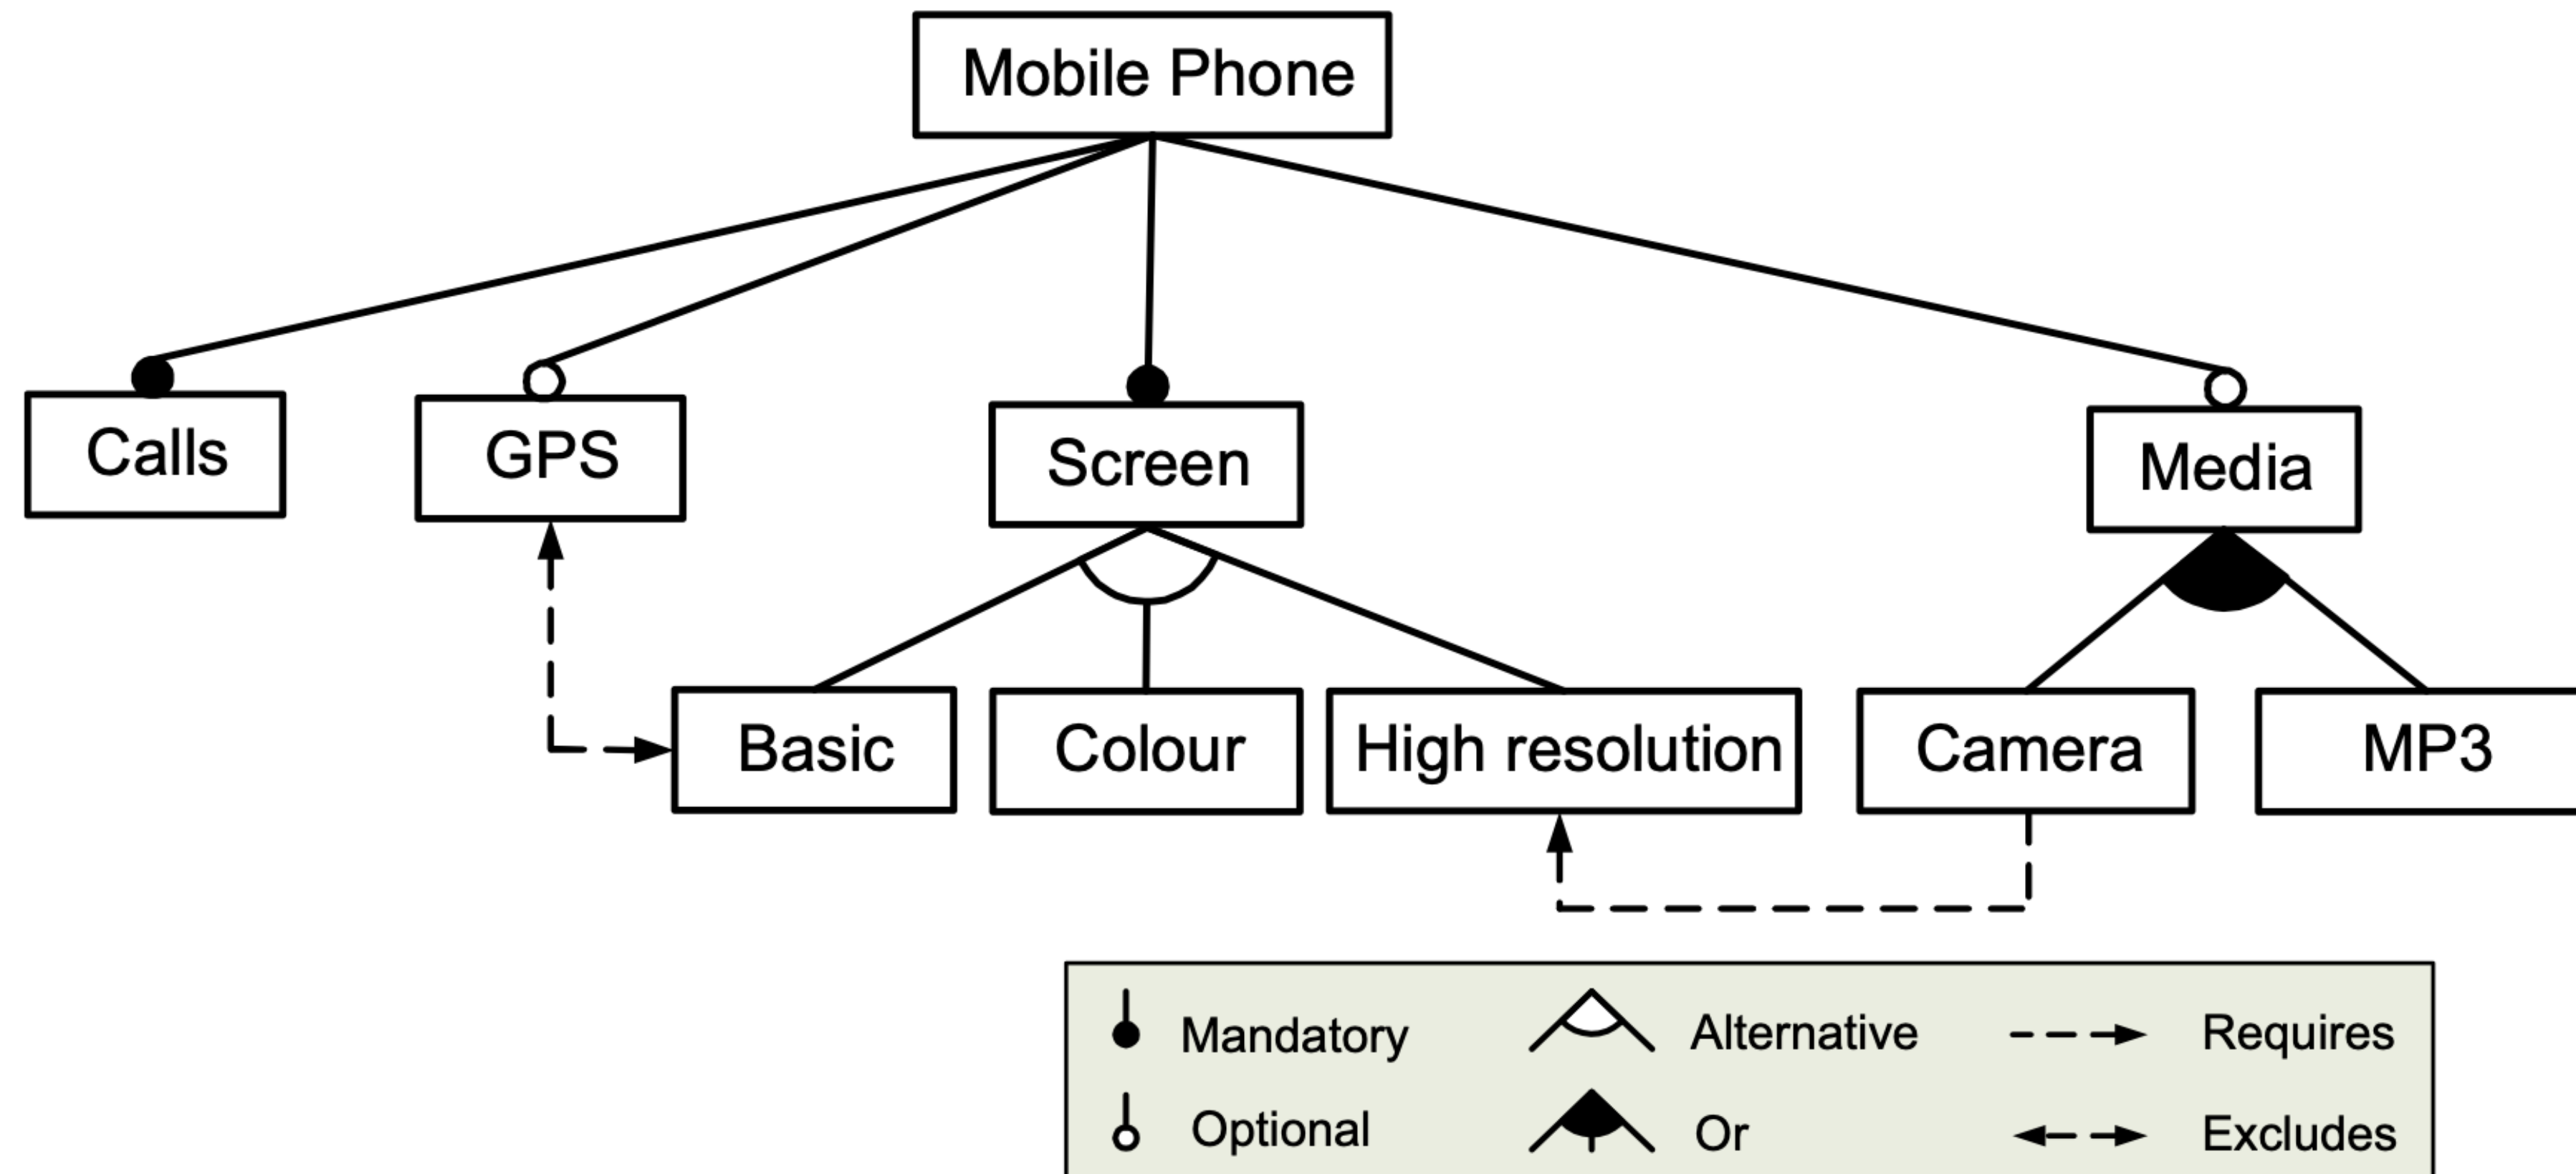 Mobile Phone
Calls
GPS
Screen
Media
Basic
Colour
High resolution
Camera
MP3
Mandatory
Alternative
Requires
Optional
Or
Excludes